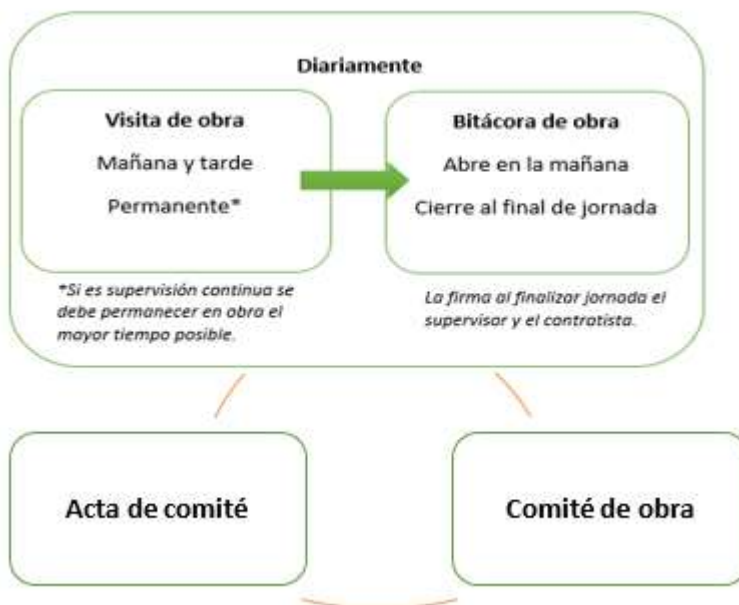 Diariamente
Visita de obra
Mañana y tarde
Permanente*
*Si es supervisión continua se
debe permanecer en obra el
mayor tiempo posible.
Bitácora de obra
Abre en la mañana
Cierre al final de jornada
La firma al finalizar jornada el
supervisor y el contratista.
Acta de comité
Comité de obra